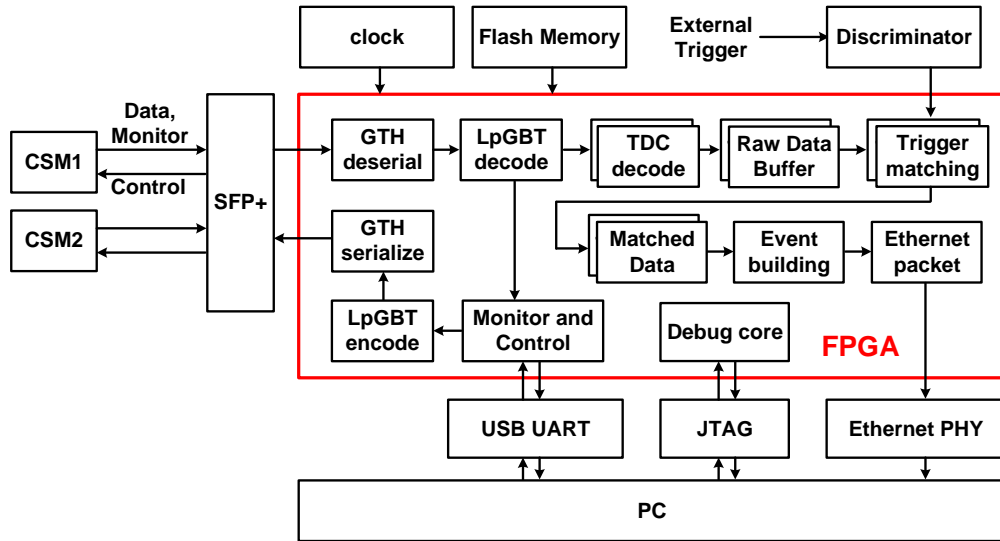 clock
Flash Memory
External
Trigger
Discriminator
Data,
Monitor
Control
CSM1
CSM2
SFP+
GTH
deserial
LpGBT
decode
TDC
decode
Raw Data
Buffer
Trigger
matching
GTH
serialize
Matched
Data
Event
building
Ethernet
packet
LpGBT
encode
Monitor and
Control
Debug core
FPGA
USB UART
JTAG
Ethernet PHY
PC